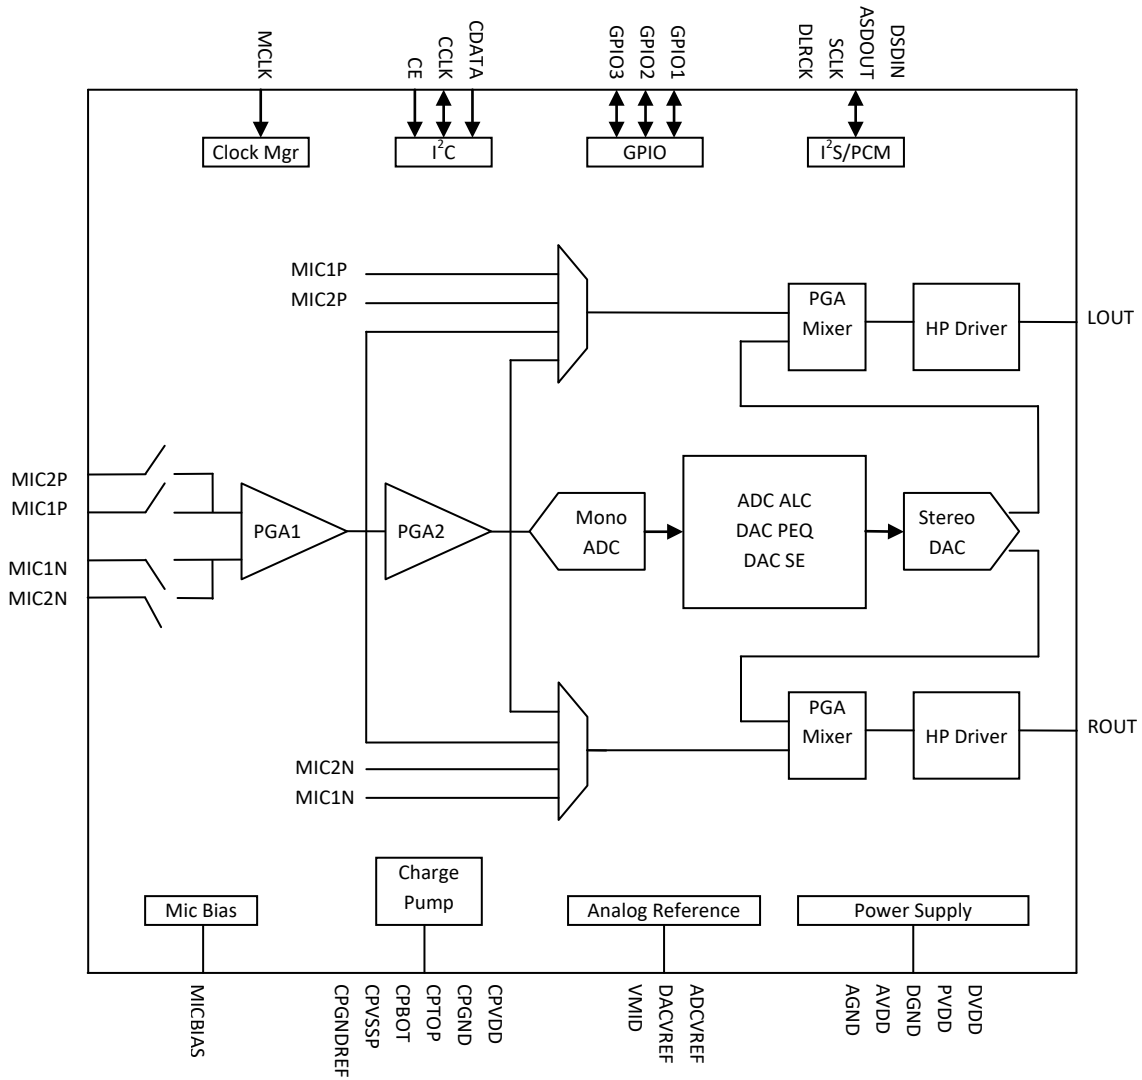 MCLK
CE
CCLK
CDATA
GPIO3
GPIO2
GPIO1
DLRCK
SCLK
ASDOUT
DSDIN
Clock Mgr
I²C
GPIO
I²S/PCM
MIC1P
MIC2P
PGA
Mixer
HP Driver
LOUT
MIC2P
MIC1P
MIC1N
MIC2N
PGA1
PGA2
Mono
ADC
ADC ALC
DAC PEQ
DAC SE
Stereo
DAC
MIC2N
MIC1N
PGA
Mixer
HP Driver
ROUT
Mic Bias
Charge
Pump
Analog Reference
Power Supply
MICBIAS
CPGNDREF
CPVSSP
CPBOT
CPTOP
CPGND
CPVDD
VMID
DACVREF
ADCVREF
AGND
AVDD
DGND
PVDD
DVDD